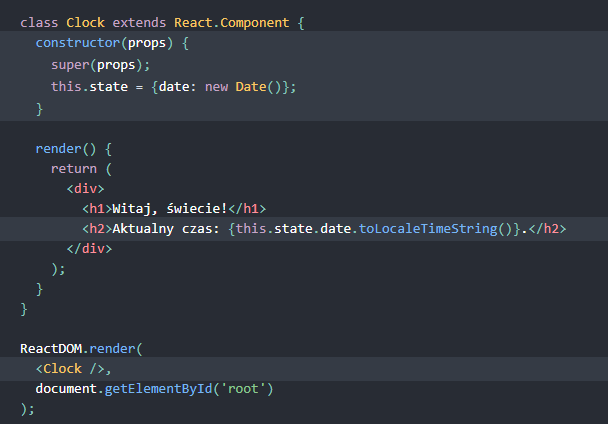 class Clock extends React.Component {
  constructor(props) {
    super(props);
    this.state = {date: new Date()};
  }

  render() {
    return (
      <div>
        <h1>Witaj, świecie!</h1>
        <h2>Aktualny czas: {this.state.date.toLocaleTimeString()}.</h2>
      </div>
    );
  }
}

ReactDOM.render(
  <Clock />,
  document.getElementById('root')
);